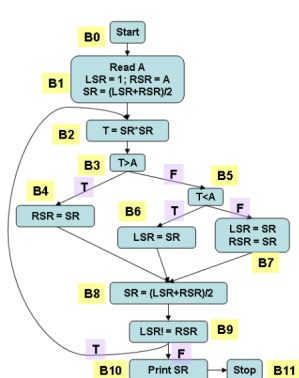 B0 Start
B1 Read A
LSR = 1; RSR = A
SR = (LSR+RSR)/2
B2 T = SR*SR
B3 T>A
T F
B4 RSR = SR
B5 T<A
T F
B6 LSR = SR
LSR = SR
RSR = SR
B7
B8 SR = (LSR+RSR)/2
LSR! = RSR B9
T F
B10 Print SR Stop B11